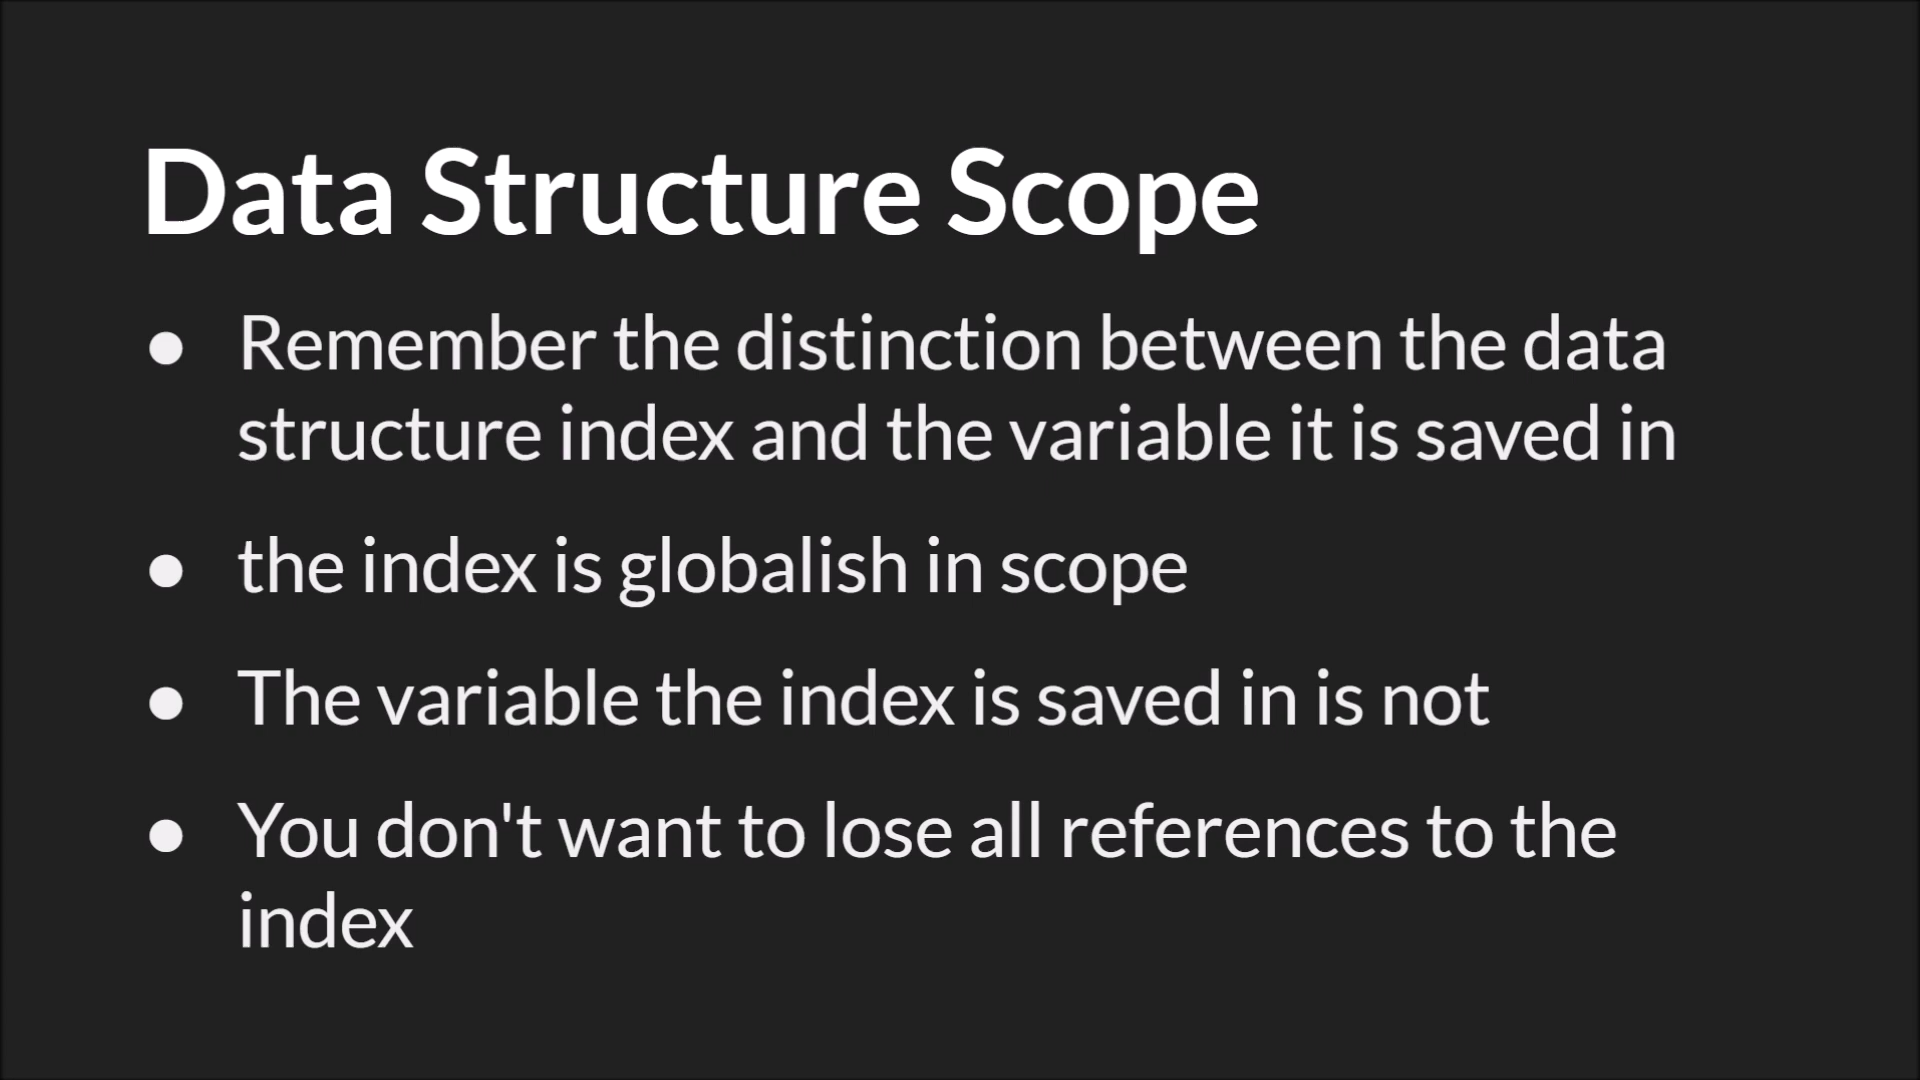 Data Structure Scope
● Remember the distinction between the data
structure index and the variable it is saved in
● the index is globalish in scope
● The variable the index is saved in is not
● You don't want to lose all references to the
index